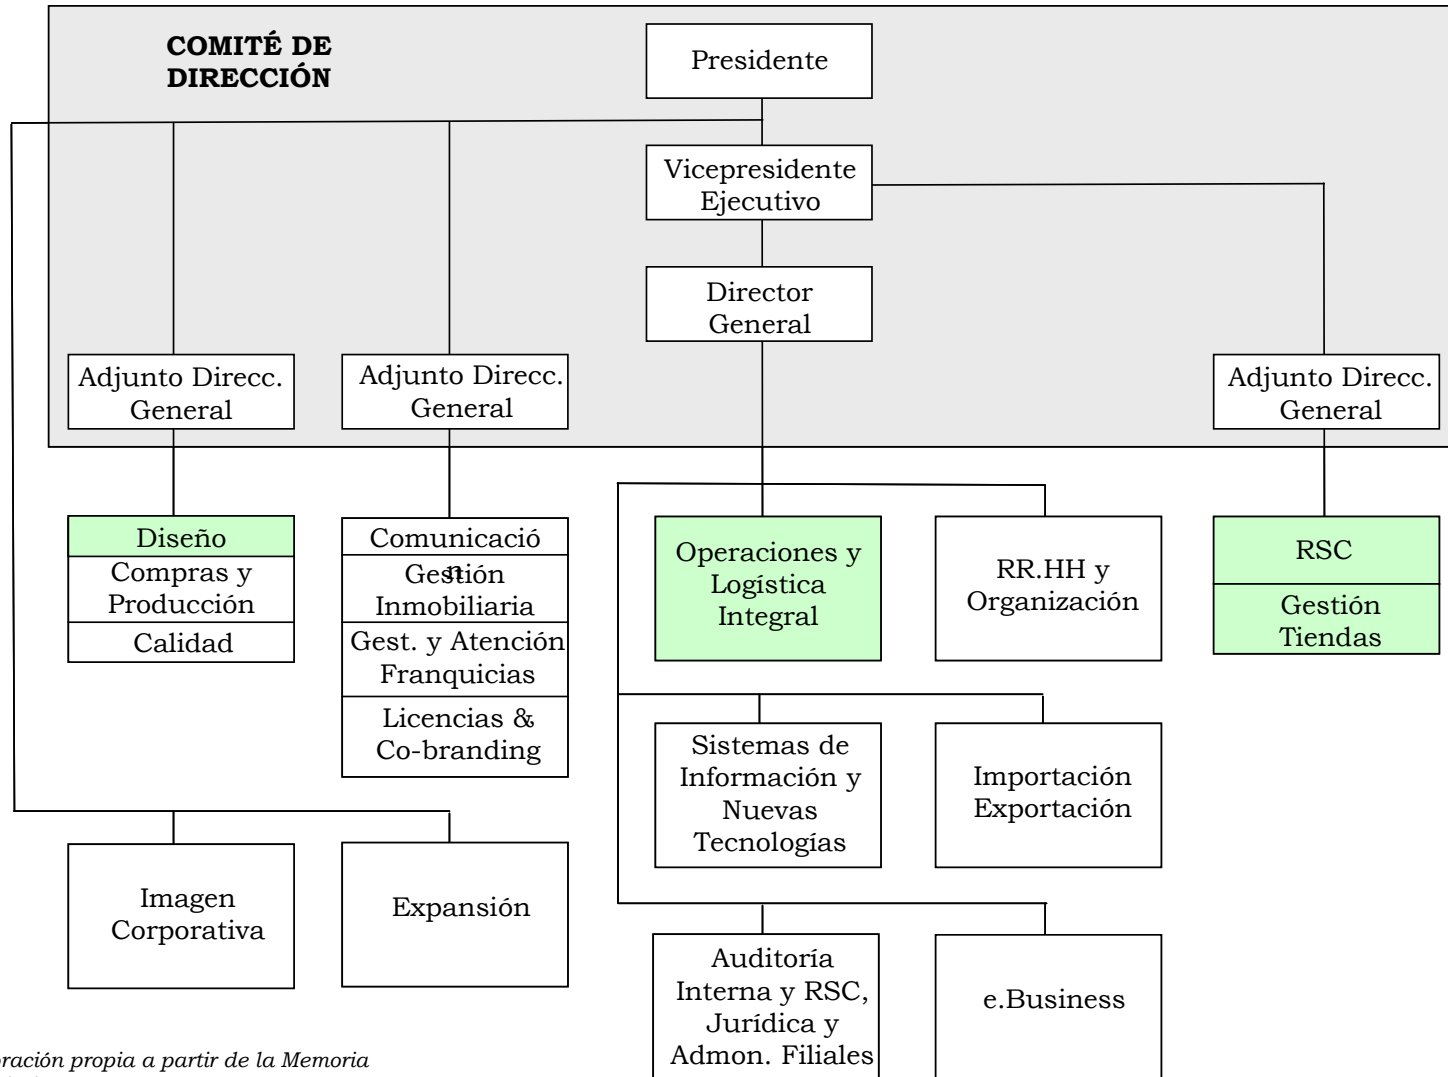 COMITÉ DE
DIRECCIÓN
Presidente
Vicepresidente
Ejecutivo
Director
General
Adjunto Direcc.
General
Adjunto Direcc.
General
Adjunto Direcc.
General
Diseño
Compras y
Producción
Calidad
Comunicació
n
Gestión
Inmobiliaria
Gest. y Atención
Franquicias
Licencias &
Co-branding
Operaciones y
Logística
Integral
RR.HH y
Organización
RSC
Gestión
Tiendas
Sistemas de
Información y
Nuevas
Tecnologías
Importación
Exportación
Imagen
Corporativa
Expansión
Auditoría
Interna y RSC,
Jurídica y
Admon. Filiales
e.Business
oración propia a partir de la Memoria